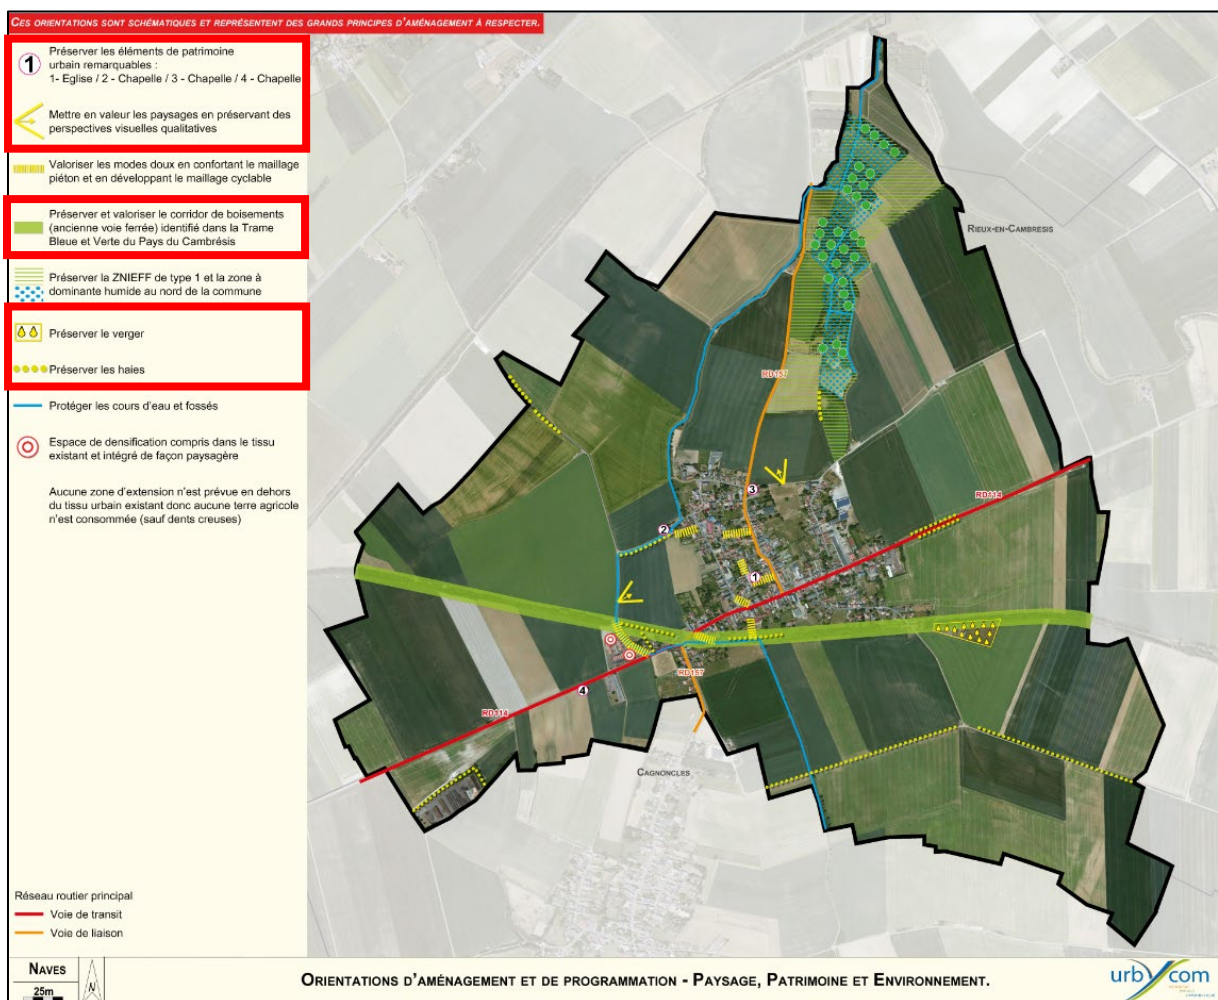 CES ORIENTATIONS SONT SCHÉMATIQUES ET REPRÉSENTENT DES GRANDS PRINCIPES D'AMÉNAGEMENT À RESPECTER.
1
Préserver les éléments de patrimoine
urbain remarquables :
1- Eglise / 2 - Chapelle / 3 - Chapelle / 4 - Chapelle
Mettre en valeur les paysages en préservant des
perspectives visuelles qualitatives
Valoriser les modes doux en confortant le maillage
piéton et en développant le maillage cyclable
Préserver et valoriser le corridor de boisements
(ancienne voie ferrée) identifié dans la Trame
Bleue et Verte du Pays du Cambrésis
Préserver la ZNIEFF de type 1 et la zone à
dominante humide au nord de la commune
Préserver le verger
Préserver les haies
Protéger les cours d'eau et fossés
Espace de densification compris dans le tissu
existant et intégré de façon paysagère
Aucune zone d'extension n'est prévue en dehors
du tissu urbain existant donc aucune terre agricole
n'est consommée (sauf dents creuses)
Réseau routier principal
Voie de transit
Voie de liaison
RIEUX-EN-CAMBRESIS
RD157
3
RD114
2
1
RD157
4
RD114
CAGNONCLES
NAVES
25m
N
ORIENTATIONS D'AMÉNAGEMENT ET DE PROGRAMMATION - PAYSAGE, PATRIMOINE ET ENVIRONNEMENT.
urbycom